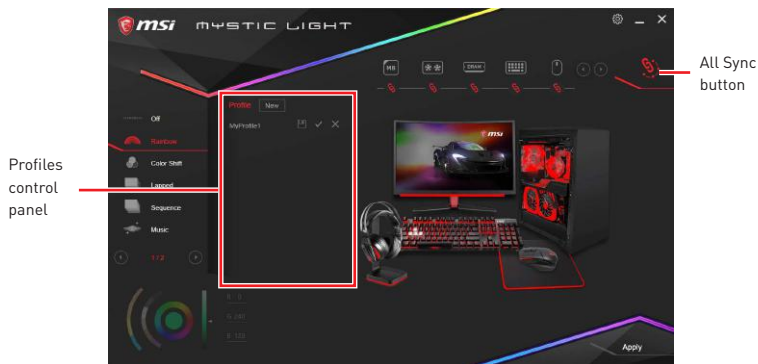 msi MYSTIC LIGHT
MB
DRAM
All Sync
button
Profile New
MyProfile1
Off
Rainbow
Color Shift
Lapped
Sequence
Music
1 / 2
Profiles
control
panel
msi
Apply